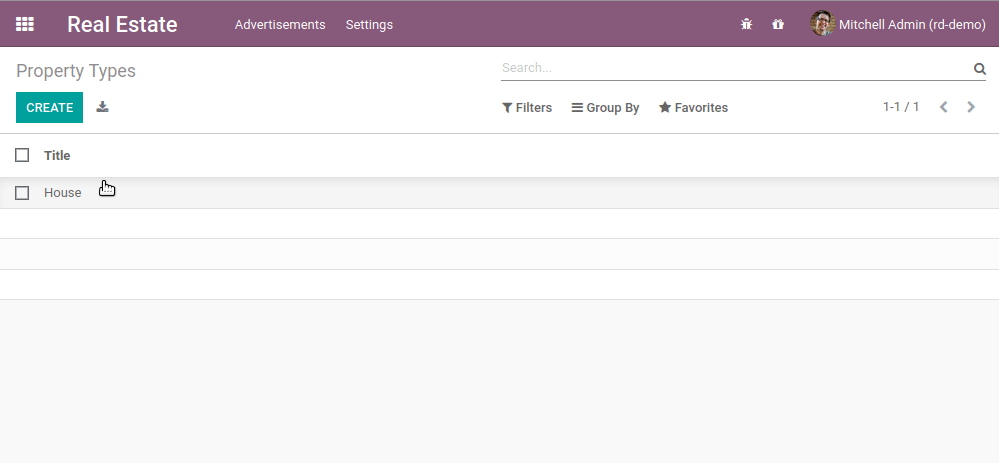 Real Estate Advertisements Settings Mitchell Admin (rd-demo)
Property Types Search...
CREATE Filters Group By Favorites 1-1 / 1
Title
House